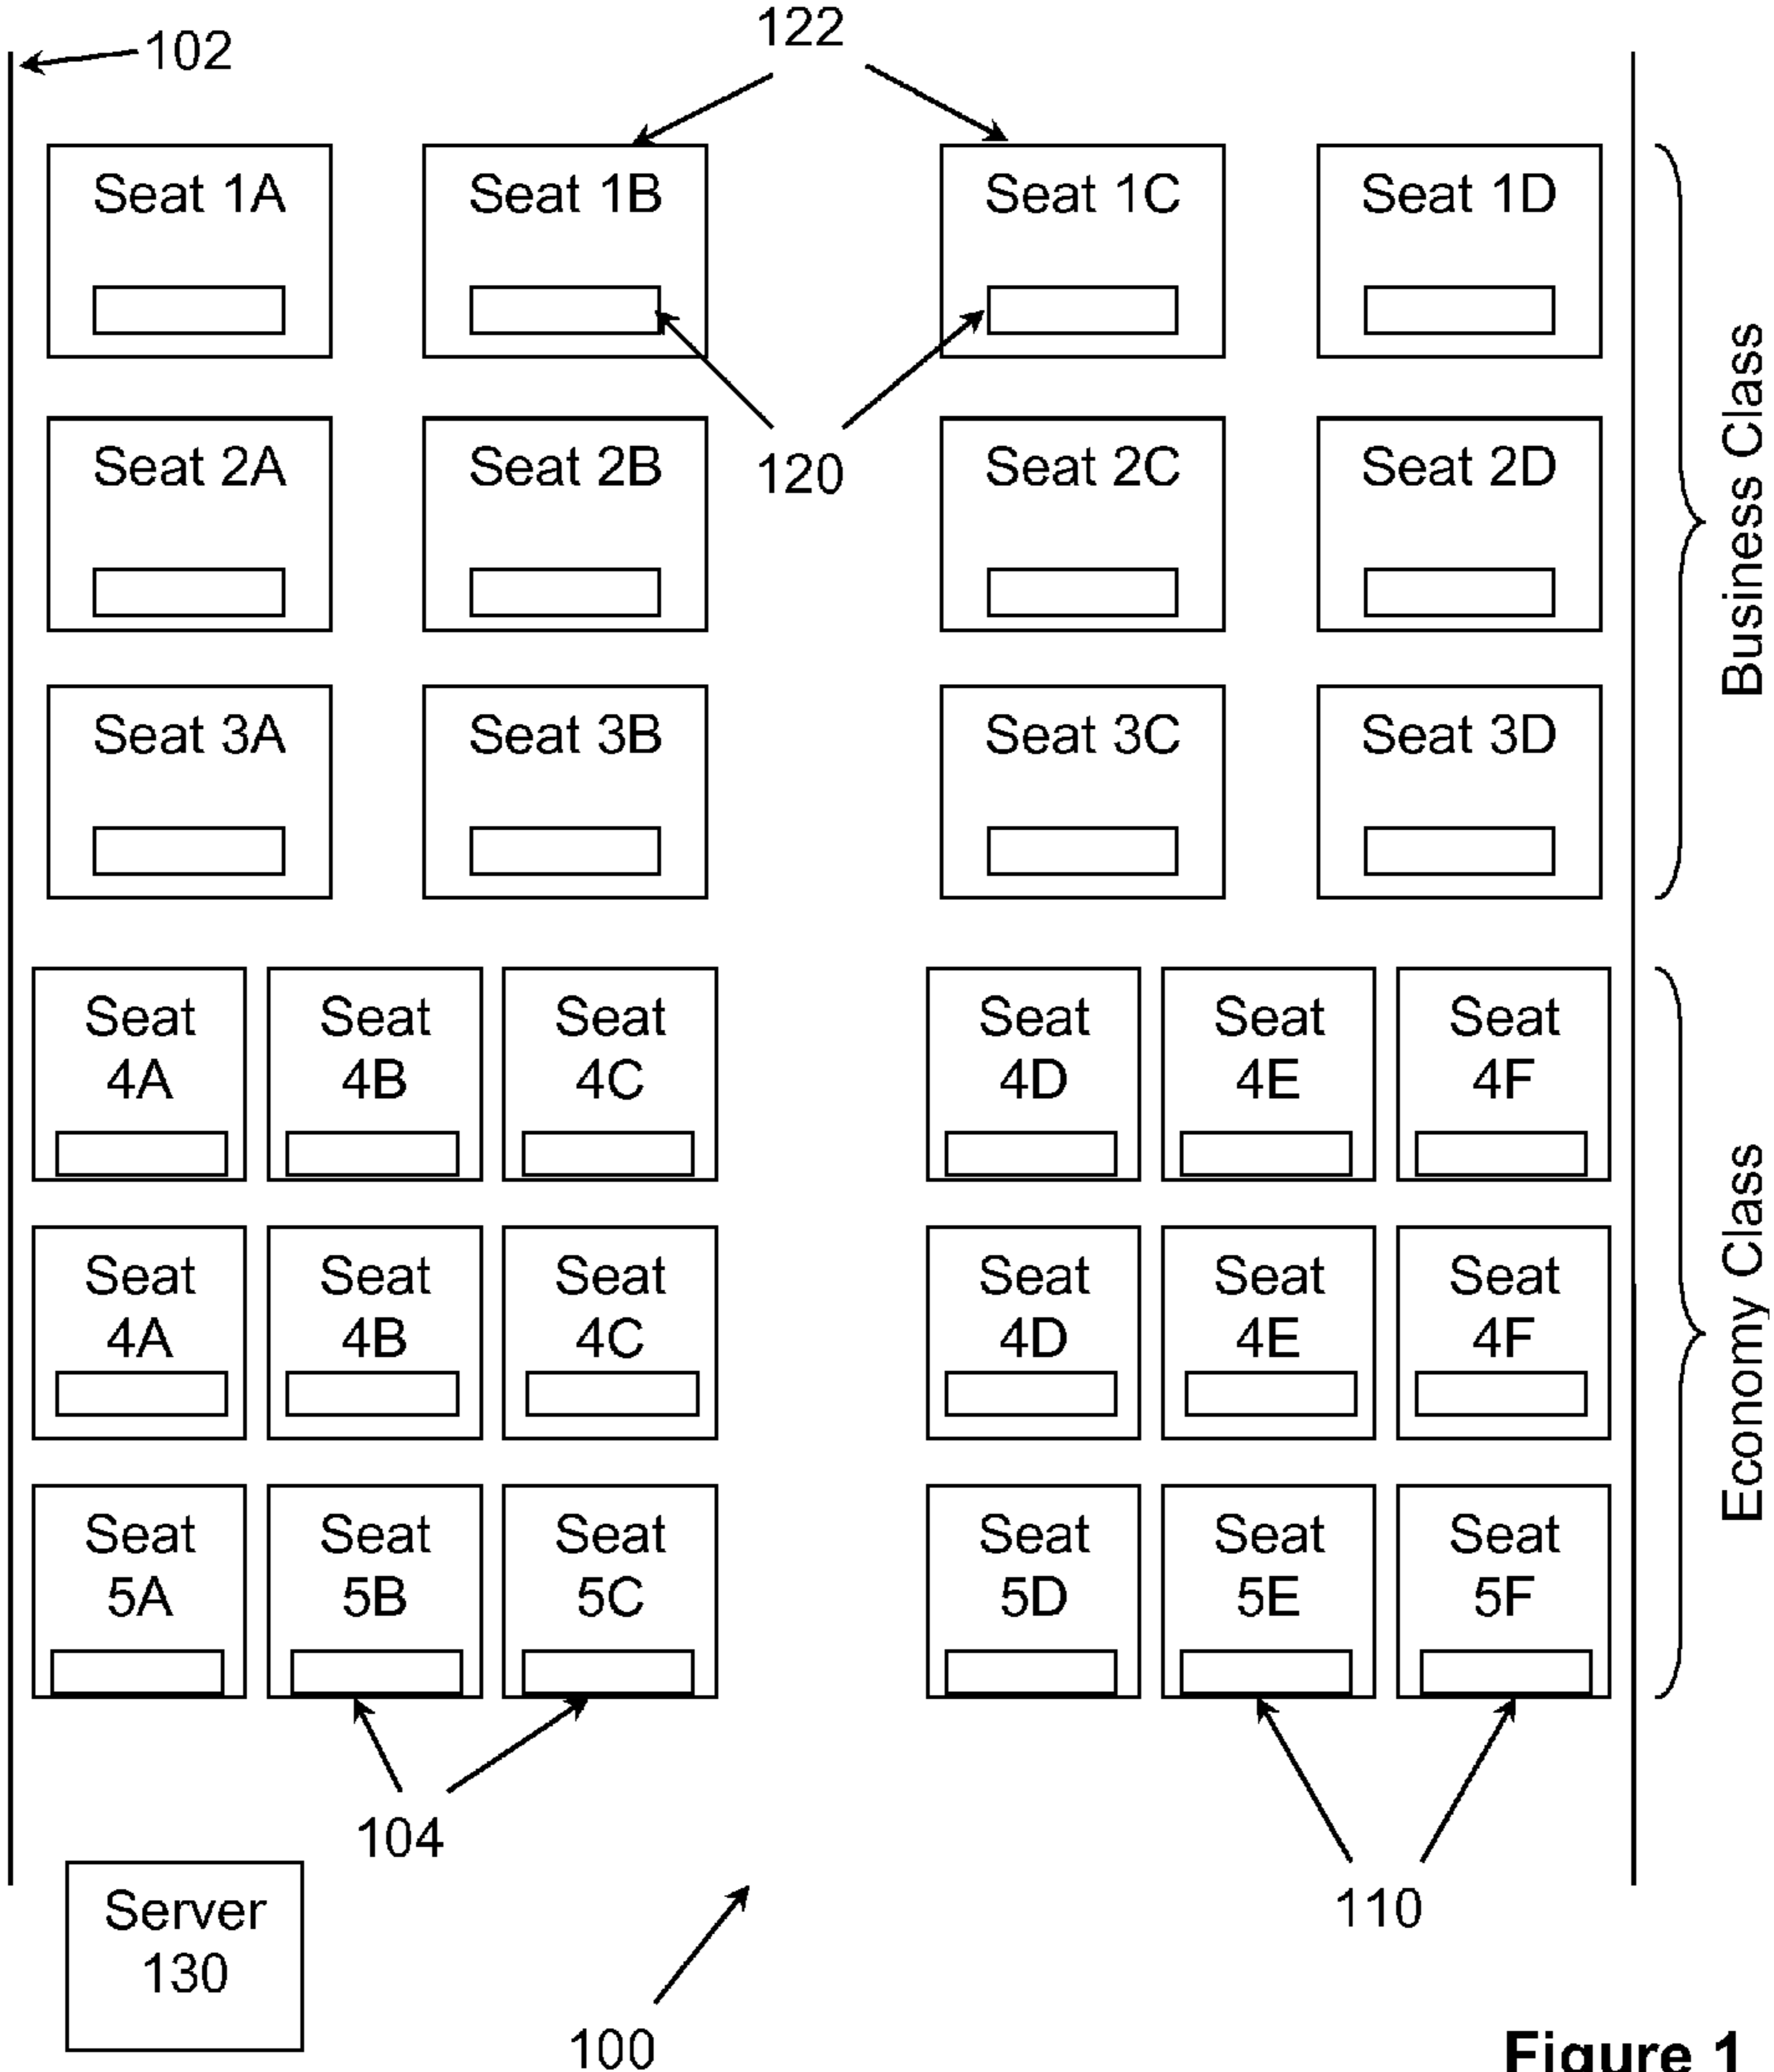 102
122
Seat 1A
Seat 1B
Seat 1C
Seat 1D
120
Seat 2A
Seat 2B
Seat 2C
Seat 2D
Seat 3A
Seat 3B
Seat 3C
Seat 3D
Business Class
Seat
4A
Seat
4B
Seat
4C
Seat
4D
Seat
4E
Seat
4F
Seat
4A
Seat
4B
Seat
4C
Seat
4D
Seat
4E
Seat
4F
Seat
5A
Seat
5B
Seat
5C
Seat
5D
Seat
5E
Seat
5F
Economy Class
104
110
Server
130
100
Figure 1